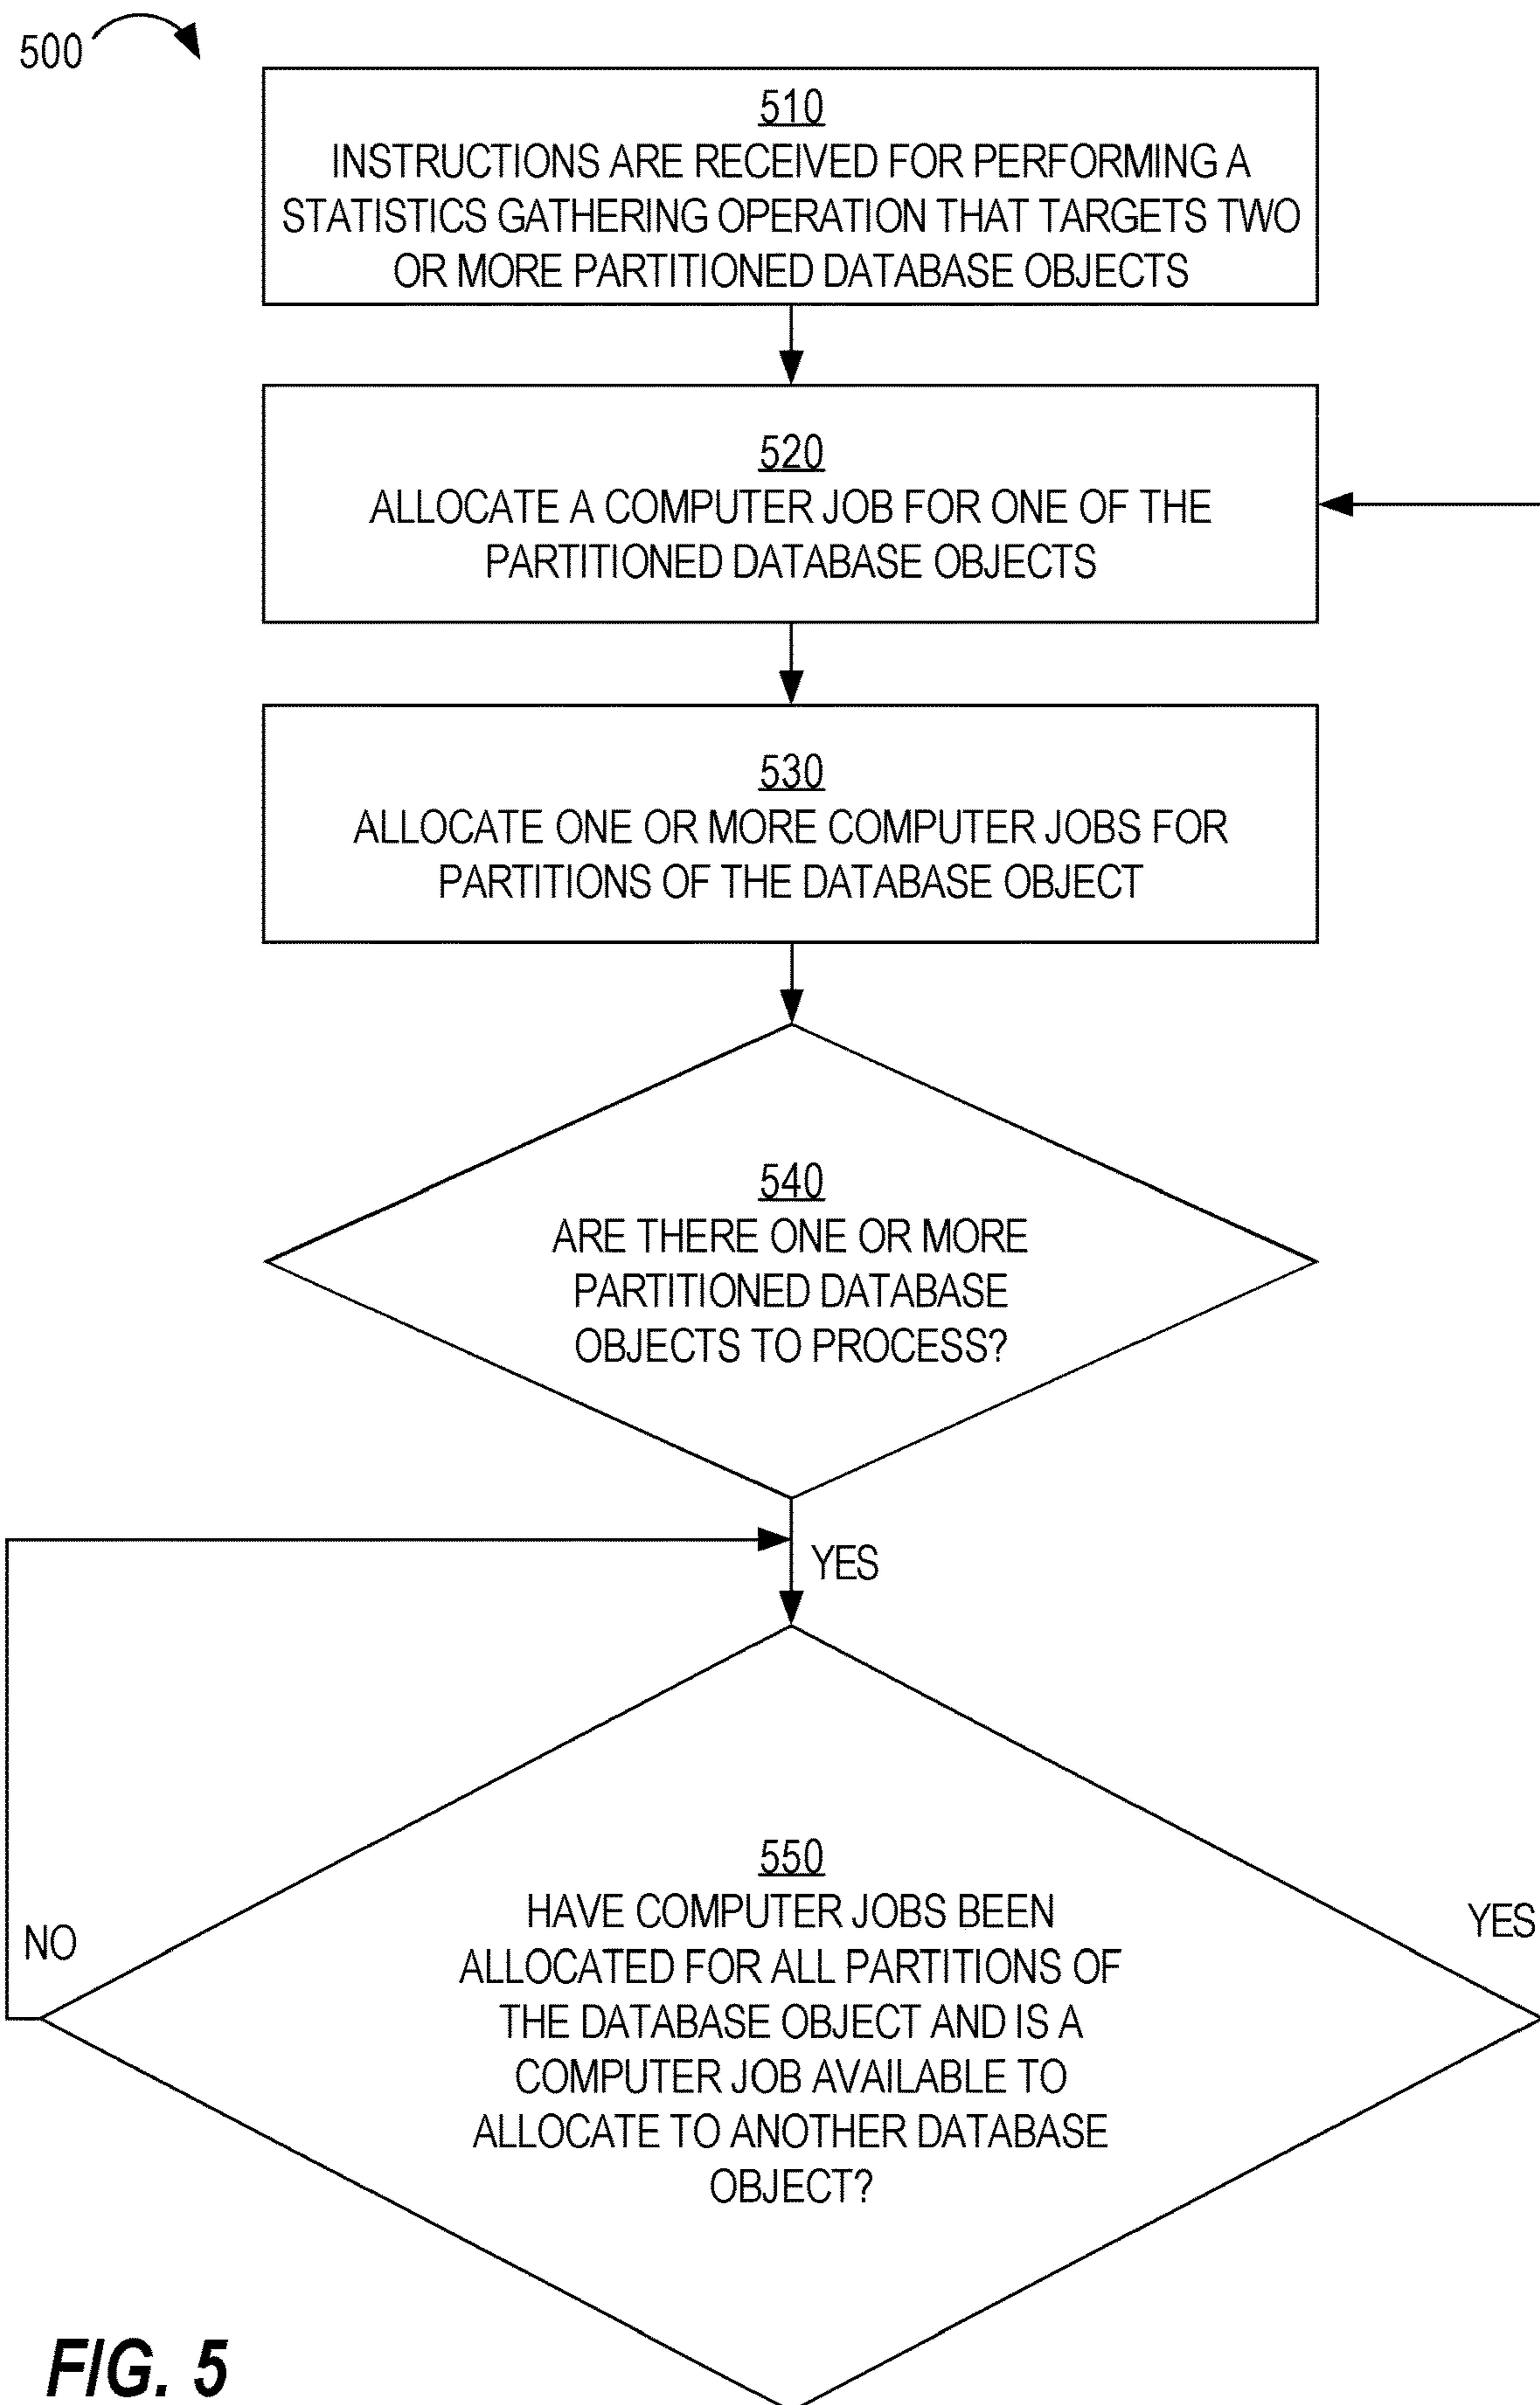 500
510
INSTRUCTIONS ARE RECEIVED FOR PERFORMING A
STATISTICS GATHERING OPERATION THAT TARGETS TWO
OR MORE PARTITIONED DATABASE OBJECTS
520
ALLOCATE A COMPUTER JOB FOR ONE OF THE
PARTITIONED DATABASE OBJECTS
530
ALLOCATE ONE OR MORE COMPUTER JOBS FOR
PARTITIONS OF THE DATABASE OBJECT
540
ARE THERE ONE OR MORE
PARTITIONED DATABASE
OBJECTS TO PROCESS?
YES
550
HAVE COMPUTER JOBS BEEN
ALLOCATED FOR ALL PARTITIONS OF
THE DATABASE OBJECT AND IS A
COMPUTER JOB AVAILABLE TO
ALLOCATE TO ANOTHER DATABASE
OBJECT?
NO
YES
FIG. 5